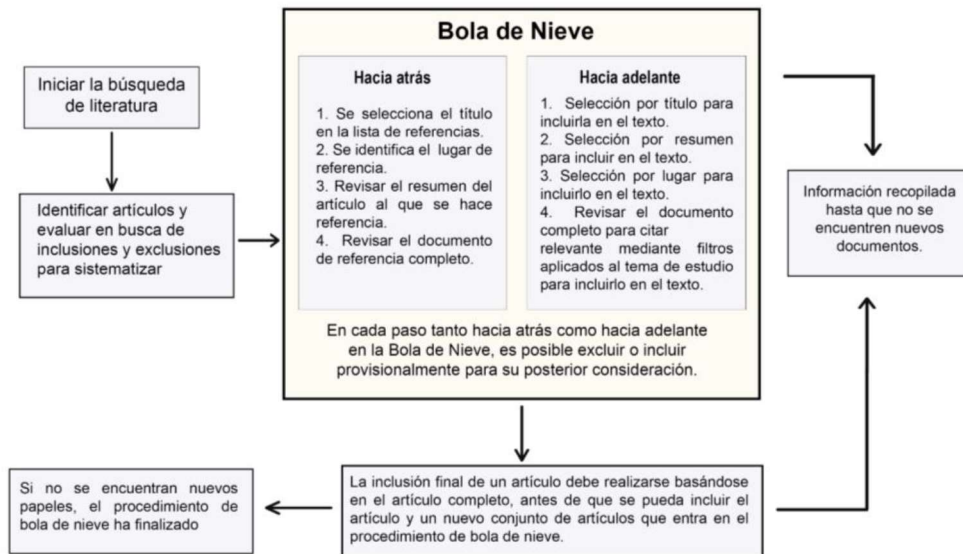 Iniciar la búsqueda
de literatura
Identificar artículos y
evaluar en busca de
inclusiones y exclusiones
para sistematizar
Bola de Nieve
Hacia atrás
1. Se selecciona el título
en la lista de referencias.
2. Se identifica el lugar de
referencia.
3. Revisar el resumen del
artículo al que se hace
referencia.
4. Revisar el documento
de referencia completo.
Hacia adelante
1. Selección por título para
incluirla en el texto.
2. Selección por resumen
para incluir en el texto.
3. Selección por lugar para
incluirlo en el texto.
4. Revisar el documento
completo para citar
relevante mediante filtros
aplicados al tema de estudio
para incluirlo en el texto.
En cada paso tanto hacia atrás como hacia adelante
en la Bola de Nieve, es posible excluir o incluir
provisionalmente para su posterior consideración.
Información recopilada
hasta que no se
encuentren nuevos
documentos.
Si no se encuentran nuevos
papeles, el procedimiento de
bola de nieve ha finalizado
La inclusión final de un artículo debe realizarse basándose
en el artículo completo, antes de que se pueda incluir el
artículo y un nuevo conjunto de artículos que entra en el
procedimiento de bola de nieve.